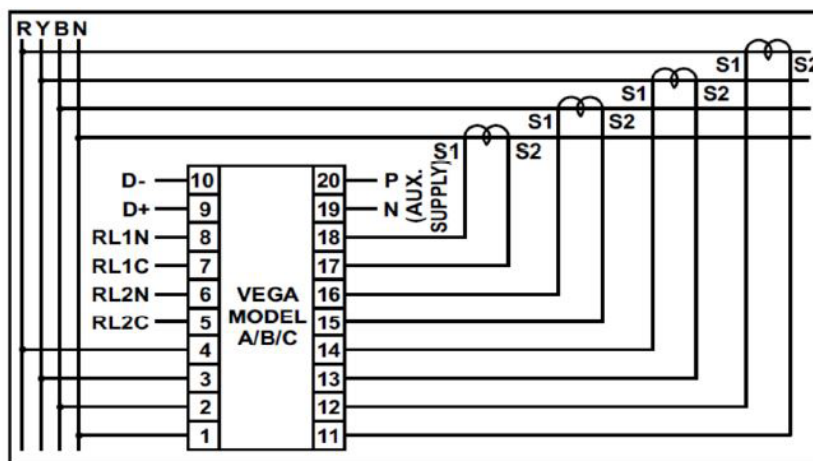 R Y B N
S1 S2
S1 S2
S1 S2
S1 S2
D- 10 20 P
D+ 9 19 N
(AUX. SUPPLY)
RL1N 8 18
RL1C 7 17
RL2N 6 16
RL2C 5 15
VEGA
MODEL
A/B/C
4 14
3 13
2 12
1 11